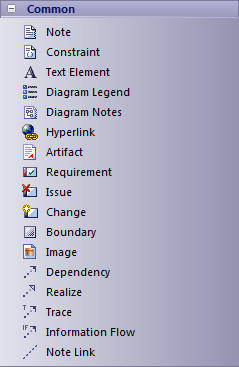 Common
Note
Constraint
Text Element
Diagram Legend
Diagram Notes
Hyperlink
Artifact
Requirement
Issue
Change
Boundary
Image
Dependency
Realize
Trace
Information Flow
Note Link